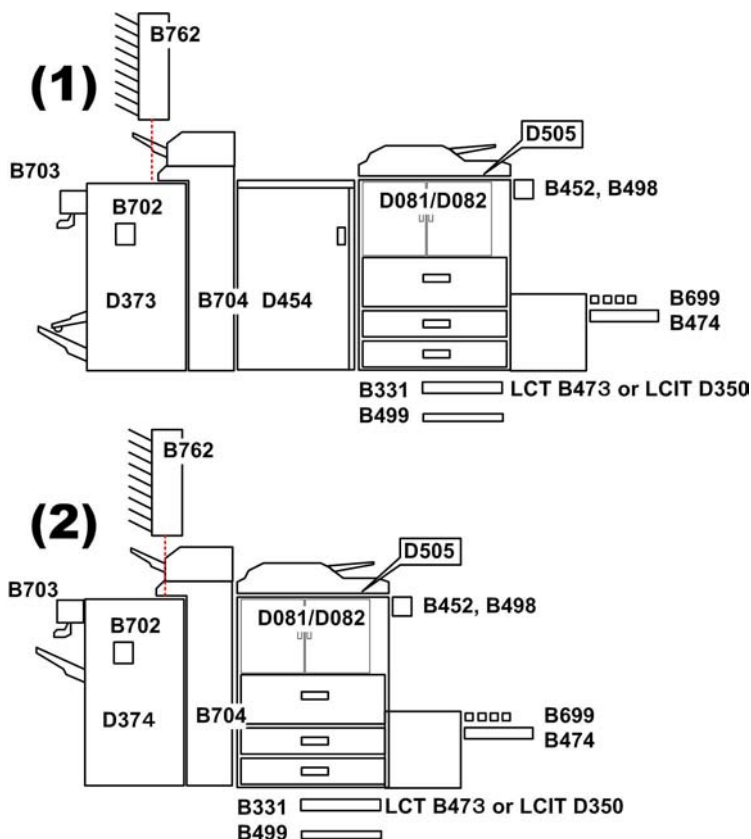 B762
(1)
D505
B703
B702
D081/D082
B452, B498
D373
B704
D454
B699
B474
B331
LCT B473 or LCIT D350
B499
B762
(2)
D505
B703
B702
D081/D082
B452, B498
D374
B704
B699
B474
B331
LCT B473 or LCIT D350
B499